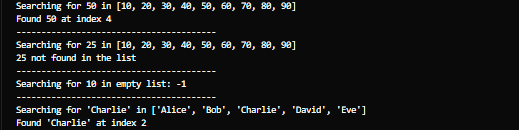 Searching for 50 in [10, 20, 30, 40, 50, 60, 70, 80, 90]
Found 50 at index 4
----------------------------------------
Searching for 25 in [10, 20, 30, 40, 50, 60, 70, 80, 90]
25 not found in the list
----------------------------------------
Searching for 10 in empty list: -1
----------------------------------------
Searching for 'Charlie' in ['Alice', 'Bob', 'Charlie', 'David', 'Eve']
Found 'Charlie' at index 2